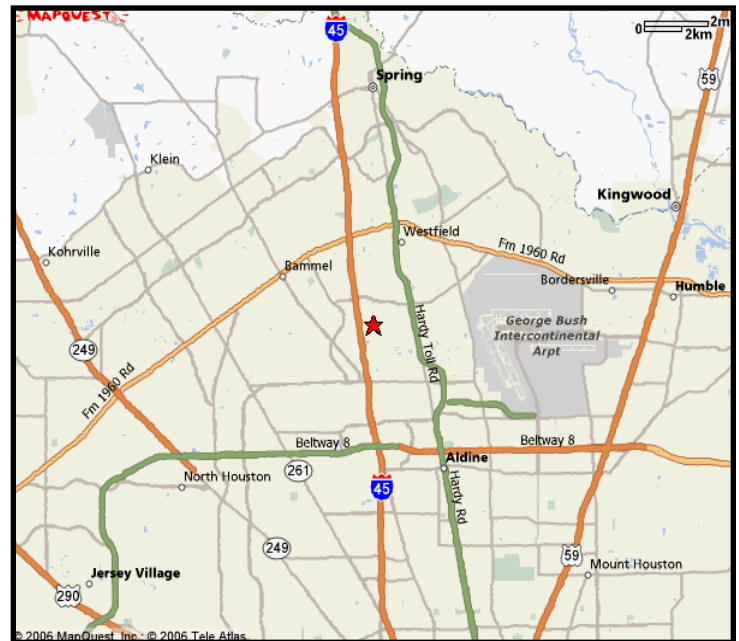 MAPQUEST
45
2m
0
2km
59
Spring
Klein
Kingwood
Westfield
Fm 1960 Rd
Kohrville
Bammel
Bordersville
Humble
George Bush
Intercontinental
Arpt
Hardy Toll Rd
249
Fm 1960 Rd
Beltway 8
Beltway 8
261
Aldine
North Houston
45
Hardy Rd
249
59
Mount Houston
Jersey Village
290
© 2006 MapQuest, Inc.; © 2006 Tele Atlas